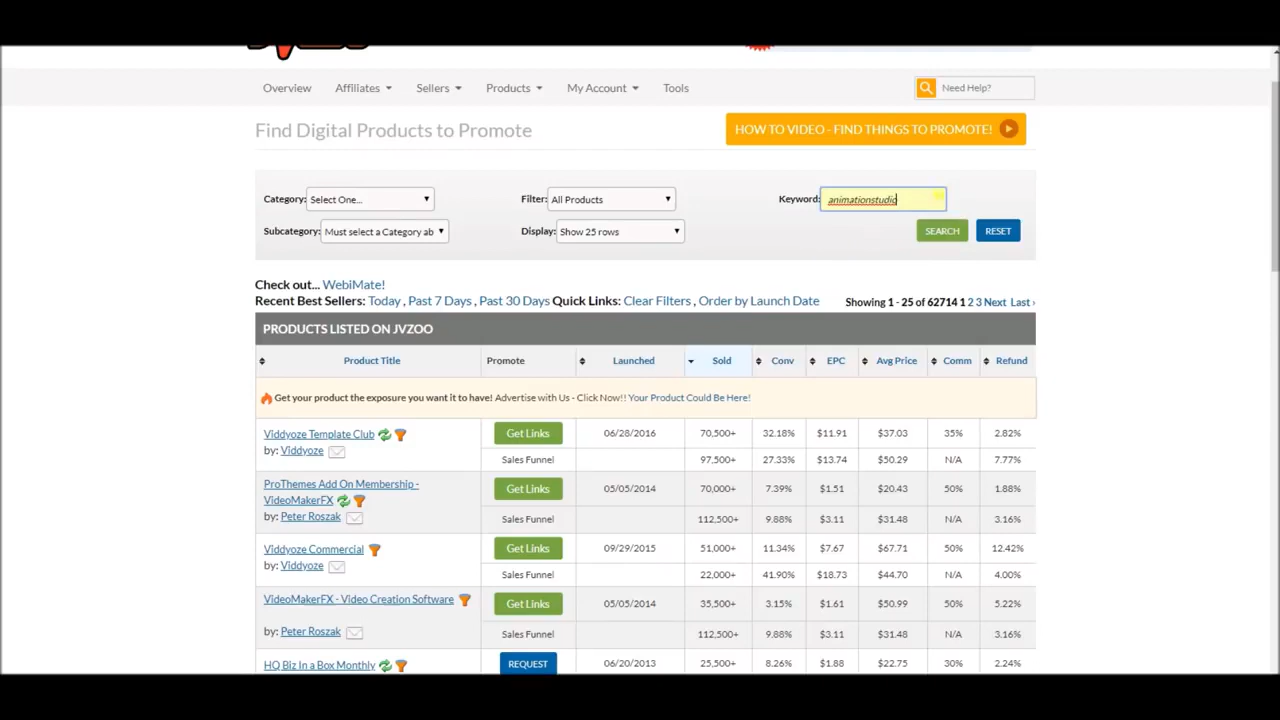 Overview Affiliates Sellers Products My Account Tools Need Help?
Find Digital Products to Promote HOW TO VIDEO - FIND THINGS TO PROMOTE!
Category: Select One... Filter: All Products Keyword: animationstudio
Subcategory: Must select a Category ab Display: Show 25 rows SEARCH RESET
Check out... WebiMate!
Recent Best Sellers: Today , Past 7 Days , Past 30 Days Quick Links: Clear Filters , Order by Launch Date Showing 1 - 25 of 62714 1 2 3 Next Last ›
PRODUCTS LISTED ON JVZOO
Product Title Promote Launched Sold Conv EPC Avg Price Comm Refund
Get your product the exposure you want it to have! Advertise with Us - Click Now!! Your Product Could Be Here!
Viddyoze Template Club Get Links 06/28/2016 70,500+ 32.18% $11.91 $37.03 35% 2.82%
by: Viddyoze Sales Funnel 97,500+ 27.33% $13.74 $50.29 N/A 7.77%
ProThemes Add On Membership - Get Links 05/05/2014 70,000+ 7.39% $1.51 $20.43 50% 1.88%
VideoMakerFX
by: Peter Roszak Sales Funnel 112,500+ 9.88% $3.11 $31.48 N/A 3.16%
Viddyoze Commercial Get Links 09/29/2015 51,000+ 11.34% $7.67 $67.71 50% 12.42%
by: Viddyoze Sales Funnel 22,000+ 41.90% $18.73 $44.70 N/A 4.00%
VideoMakerFX - Video Creation Software Get Links 05/05/2014 35,500+ 3.15% $1.61 $50.99 50% 5.22%
by: Peter Roszak Sales Funnel 112,500+ 9.88% $3.11 $31.48 N/A 3.16%
HQ Biz In a Box Monthly REQUEST 06/20/2013 25,500+ 8.26% $1.88 $22.75 30% 2.24%